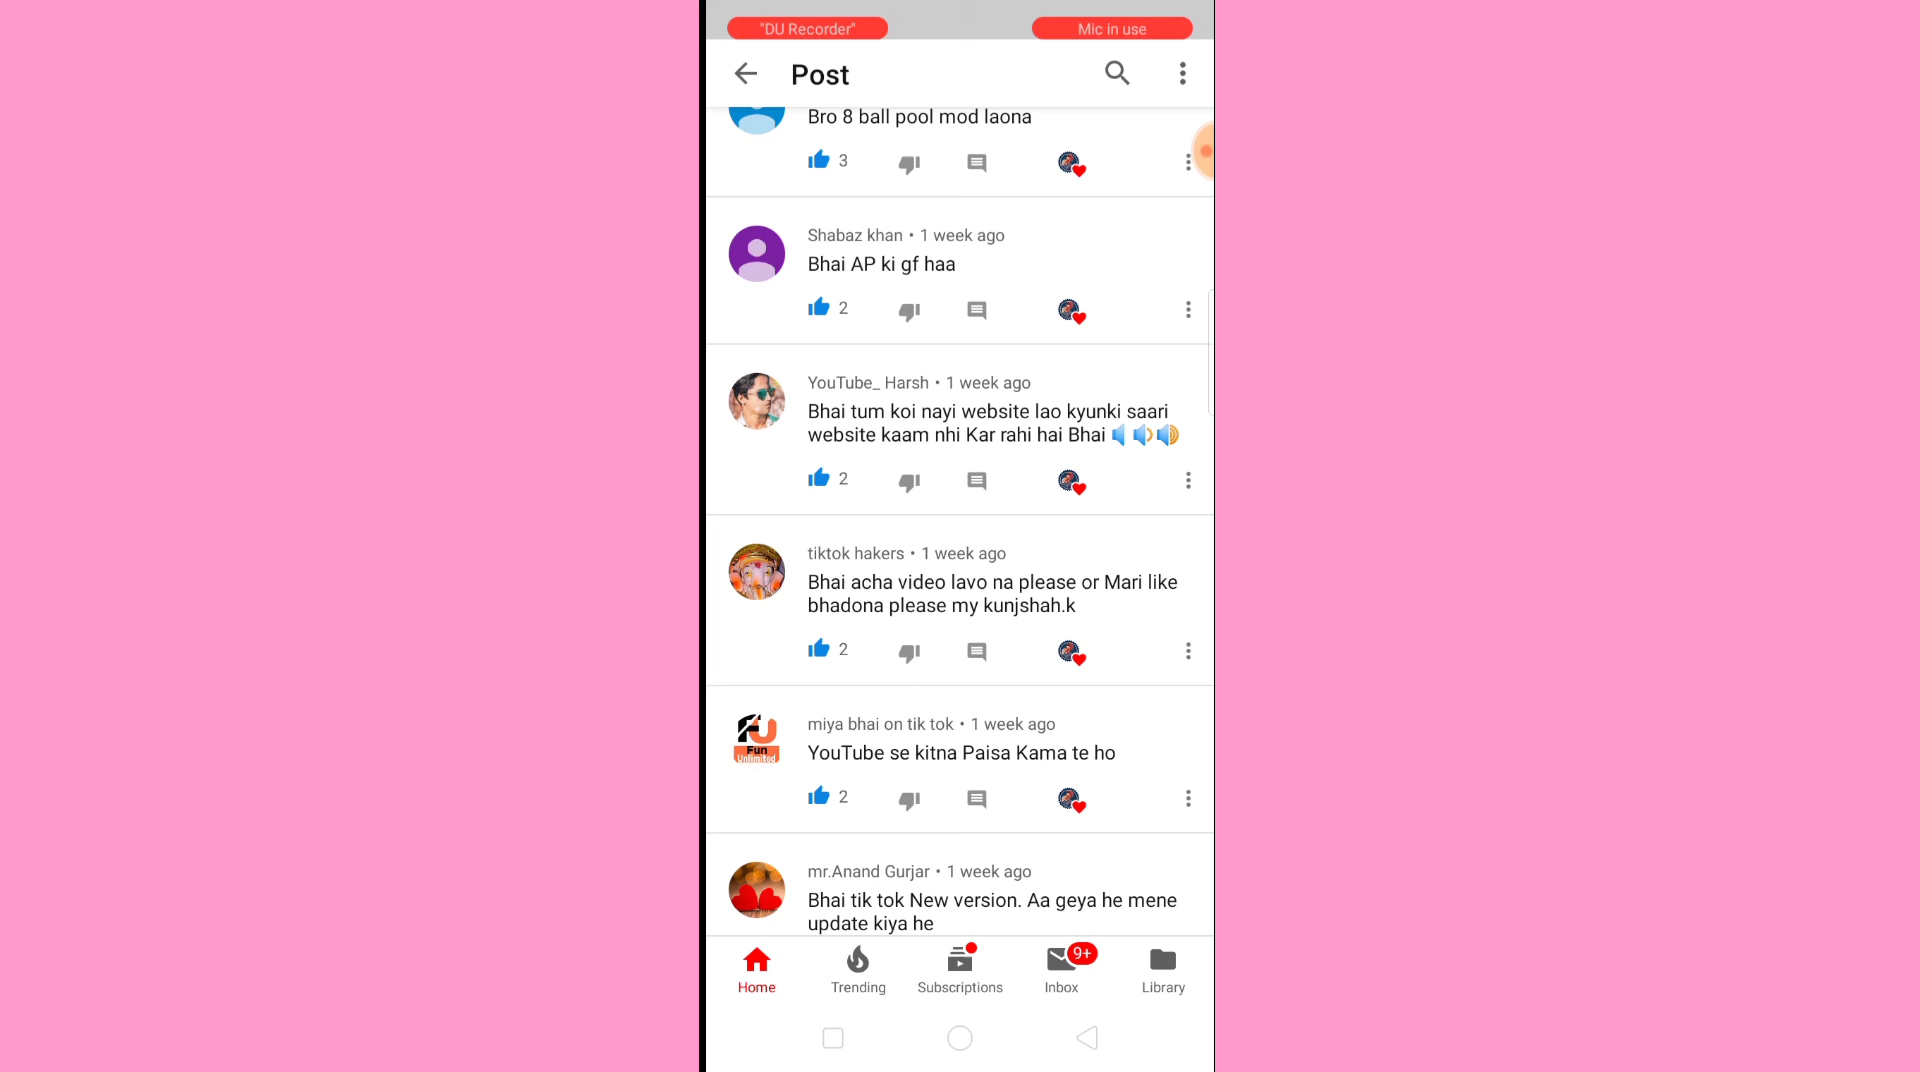 "DU Recorder" Mic in use
Post
Bro 8 ball pool mod laona
3
Shabaz khan • 1 week ago
Bhai AP ki gf haa
2
YouTube_ Harsh • 1 week ago
Bhai tum koi nayi website lao kyunki saari
website kaam nhi Kar rahi hai Bhai 🔈🔉🔊
2
tiktok hakers • 1 week ago
Bhai acha video lavo na please or Mari like
bhadona please my kunjshah.k
2
FU
Fun
Unlimited
miya bhai on tik tok • 1 week ago
YouTube se kitna Paisa Kama te ho
2
mr.Anand Gurjar • 1 week ago
Bhai tik tok New version. Aa geya he mene
update kiya he
9+
Home Trending Subscriptions Inbox Library